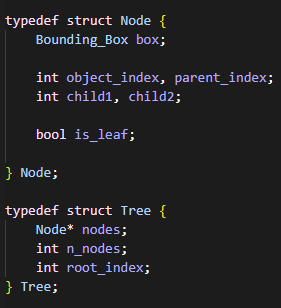 typedef struct Node {
Bounding_Box box;
int object_index, parent_index;
int child1, child2;
bool is_leaf;
} Node;
typedef struct Tree {
Node* nodes;
int n_nodes;
int root_index;
} Tree;